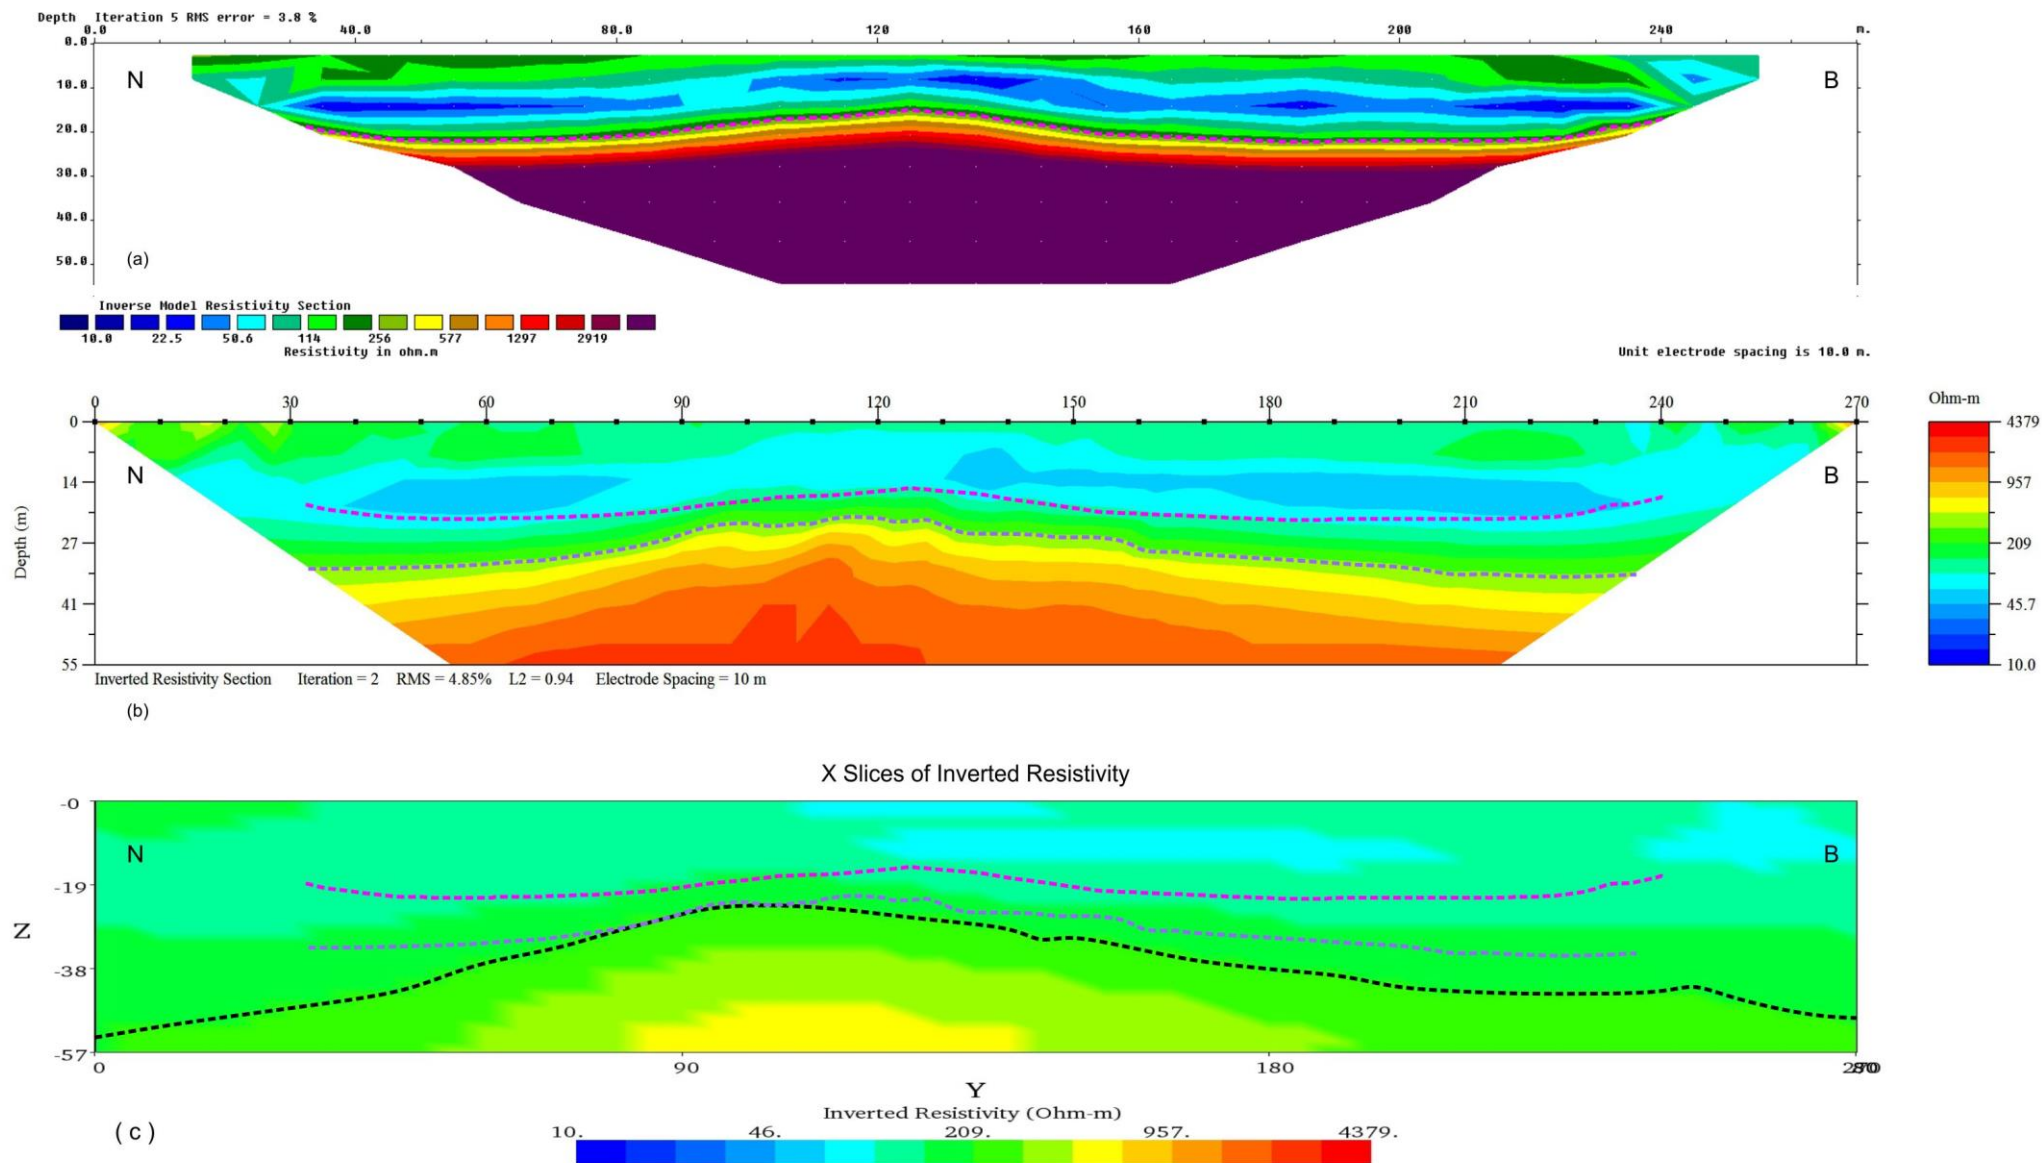 Depth Iteration 5 RMS error = 3.8 %
0.0 40.0 80.0 120 160 200 240 m.
0.0
N B
10.0
20.0
30.0
40.0
50.0
(a)
Inverse Model Resistivity Section
10.0 22.5 50.6 114 256 577 1297 2919
Resistivity in ohm.m
Unit electrode spacing is 10.0 m.
0 30 60 90 120 150 180 210 240 270
Ohm-m
0 4379
N B
14 957
Depth (m)
27 209
41 45.7
55 10.0
Inverted Resistivity Section Iteration = 2 RMS = 4.85% L2 = 0.94 Electrode Spacing = 10 m
(b)
X Slices of Inverted Resistivity
-0
N B
-19
Z
-38
-57
0 90 180
Y
Inverted Resistivity (Ohm-m)
( c ) 10. 46. 209. 957. 4379.